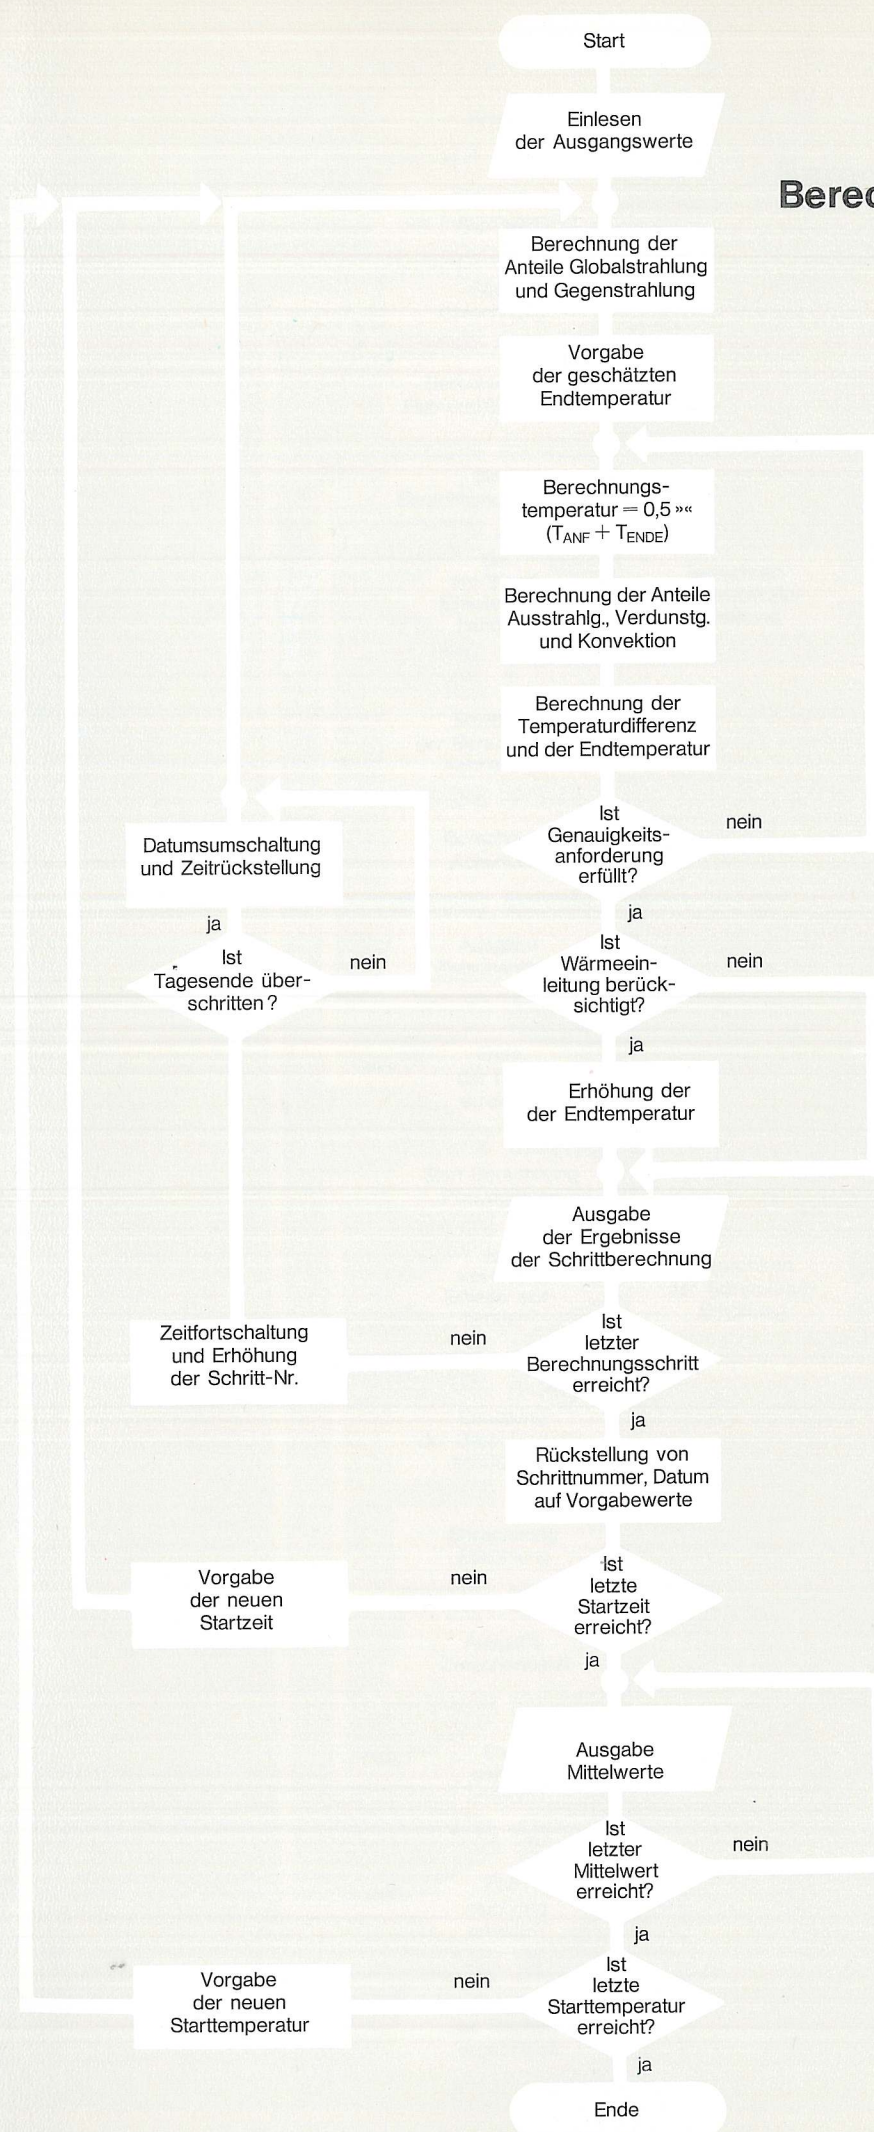 Start
Einlesen
der Ausgangswerte
Berec
Berechnung der
Anteile Globalstrahlung
und Gegenstrahlung
Vorgabe
der geschätzten
Endtemperatur
Berechnungs-
temperatur = 0,5 »«
(TANF + TENDE)
Berechnung der Anteile
Ausstrahlg., Verdunstg.
und Konvektion
Berechnung der
Temperaturdifferenz
und der Endtemperatur
Ist
Genauigkeits-
anforderung
erfüllt?
nein
ja
Datumsumschaltung
und Zeitrückstellung
ja
Ist
Tagesende über-
schritten?
nein
Ist
Wärmeein-
leitung berück-
sichtigt?
nein
ja
Erhöhung der
der Endtemperatur
Ausgabe
der Ergebnisse
der Schrittberechnung
Ist
letzter
Berechnungsschritt
erreicht?
nein
Zeitfortschaltung
und Erhöhung
der Schritt-Nr.
ja
Rückstellung von
Schrittnummer, Datum
auf Vorgabewerte
Ist
letzte
Startzeit
erreicht?
nein
Vorgabe
der neuen
Startzeit
ja
Ausgabe
Mittelwerte
Ist
letzter
Mittelwert
erreicht?
nein
ja
Ist
letzte
Starttemperatur
erreicht?
nein
Vorgabe
der neuen
Starttemperatur
ja
Ende